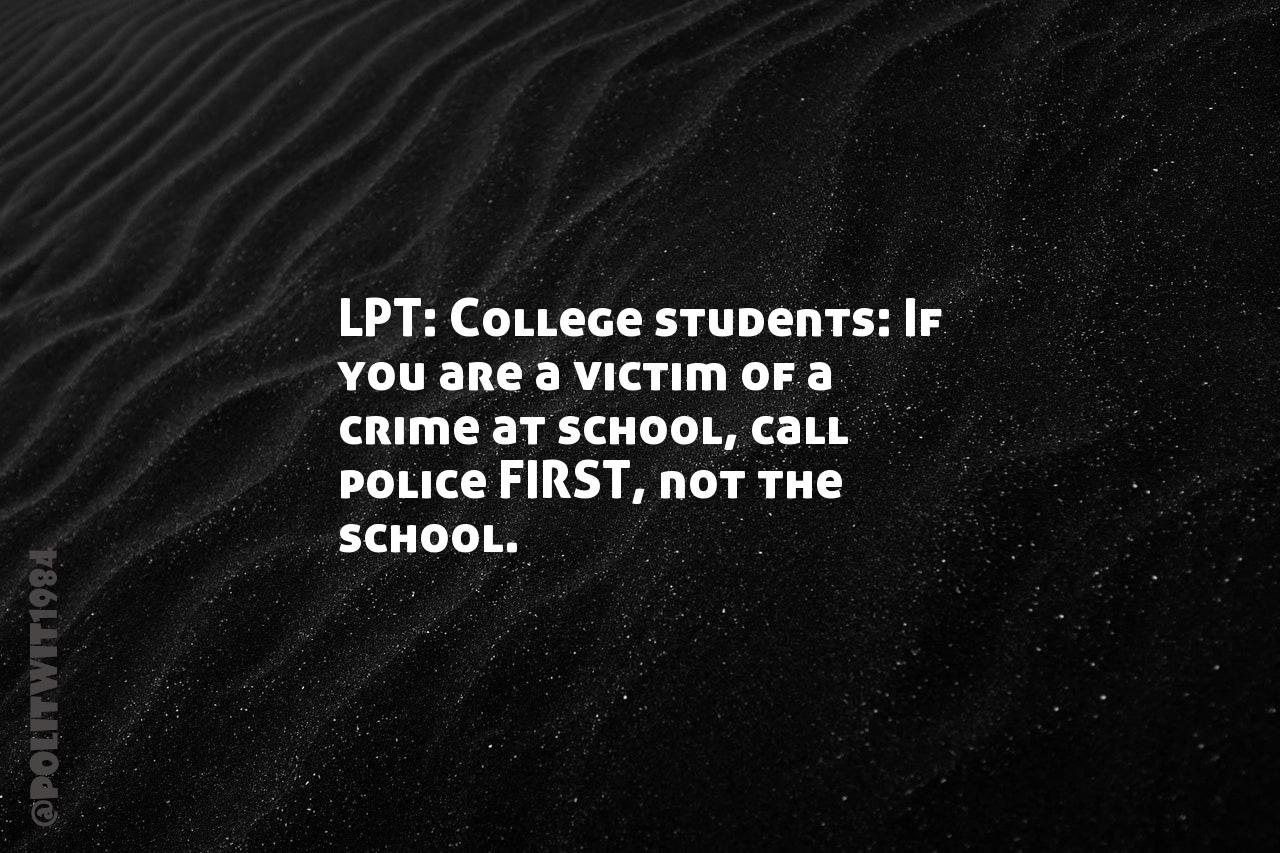 LPT: College students: If
you are a victim of a
crime at school, call
police FIRST, not the
school.
@POLITWIT1984